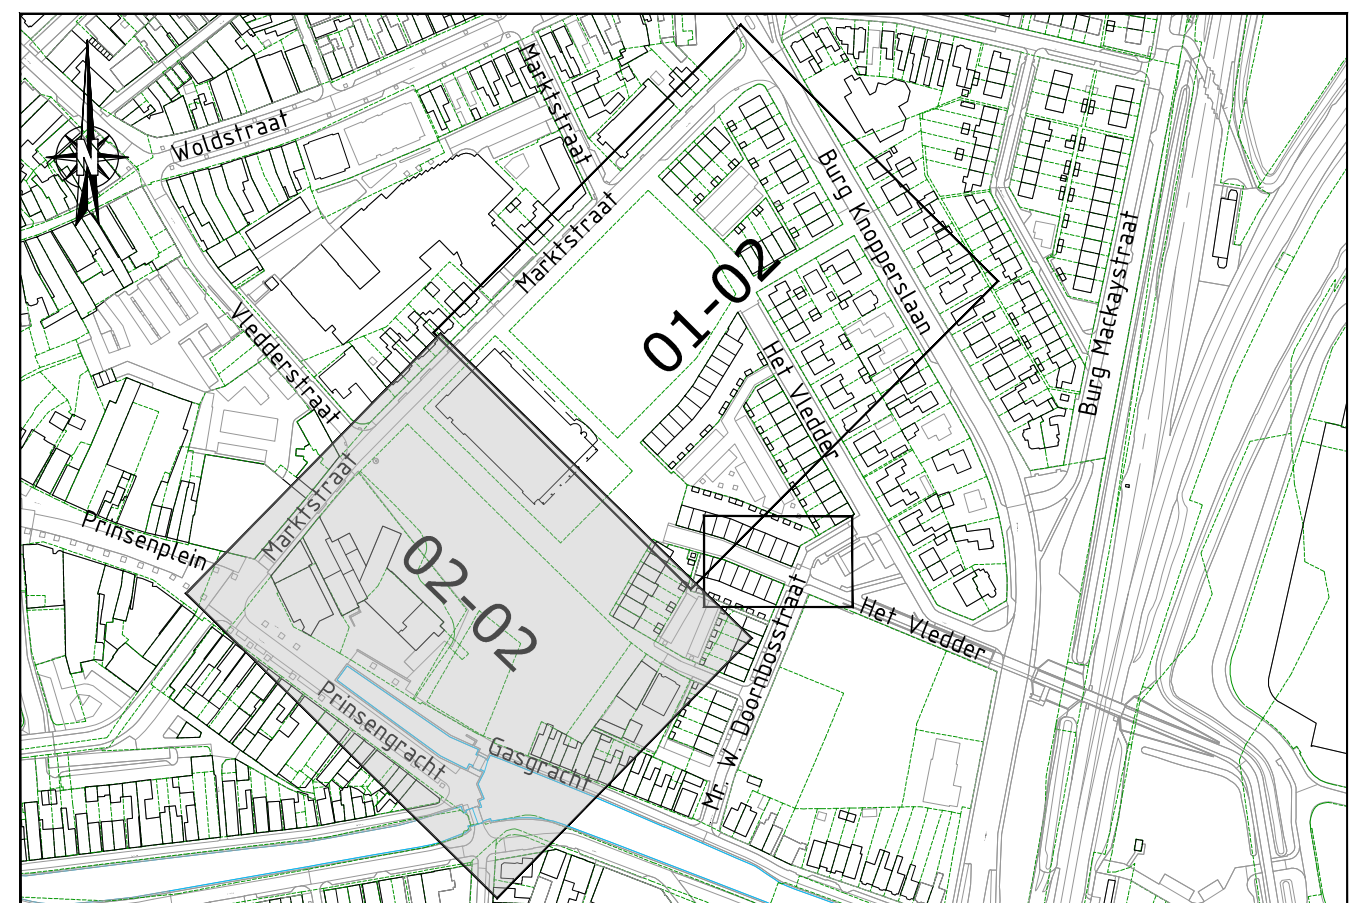 Woldstraat
Marktstraat
N
Burg Knopperslaan
Marktstraat
Burg Mackaystraat
01-02
Vledderstraat
Het Vledder
Marktstraat
Prinsenplein
02-02
Het Vledder
Mr. W. Doornbosstraat
Prinsengracht
Gasgracht